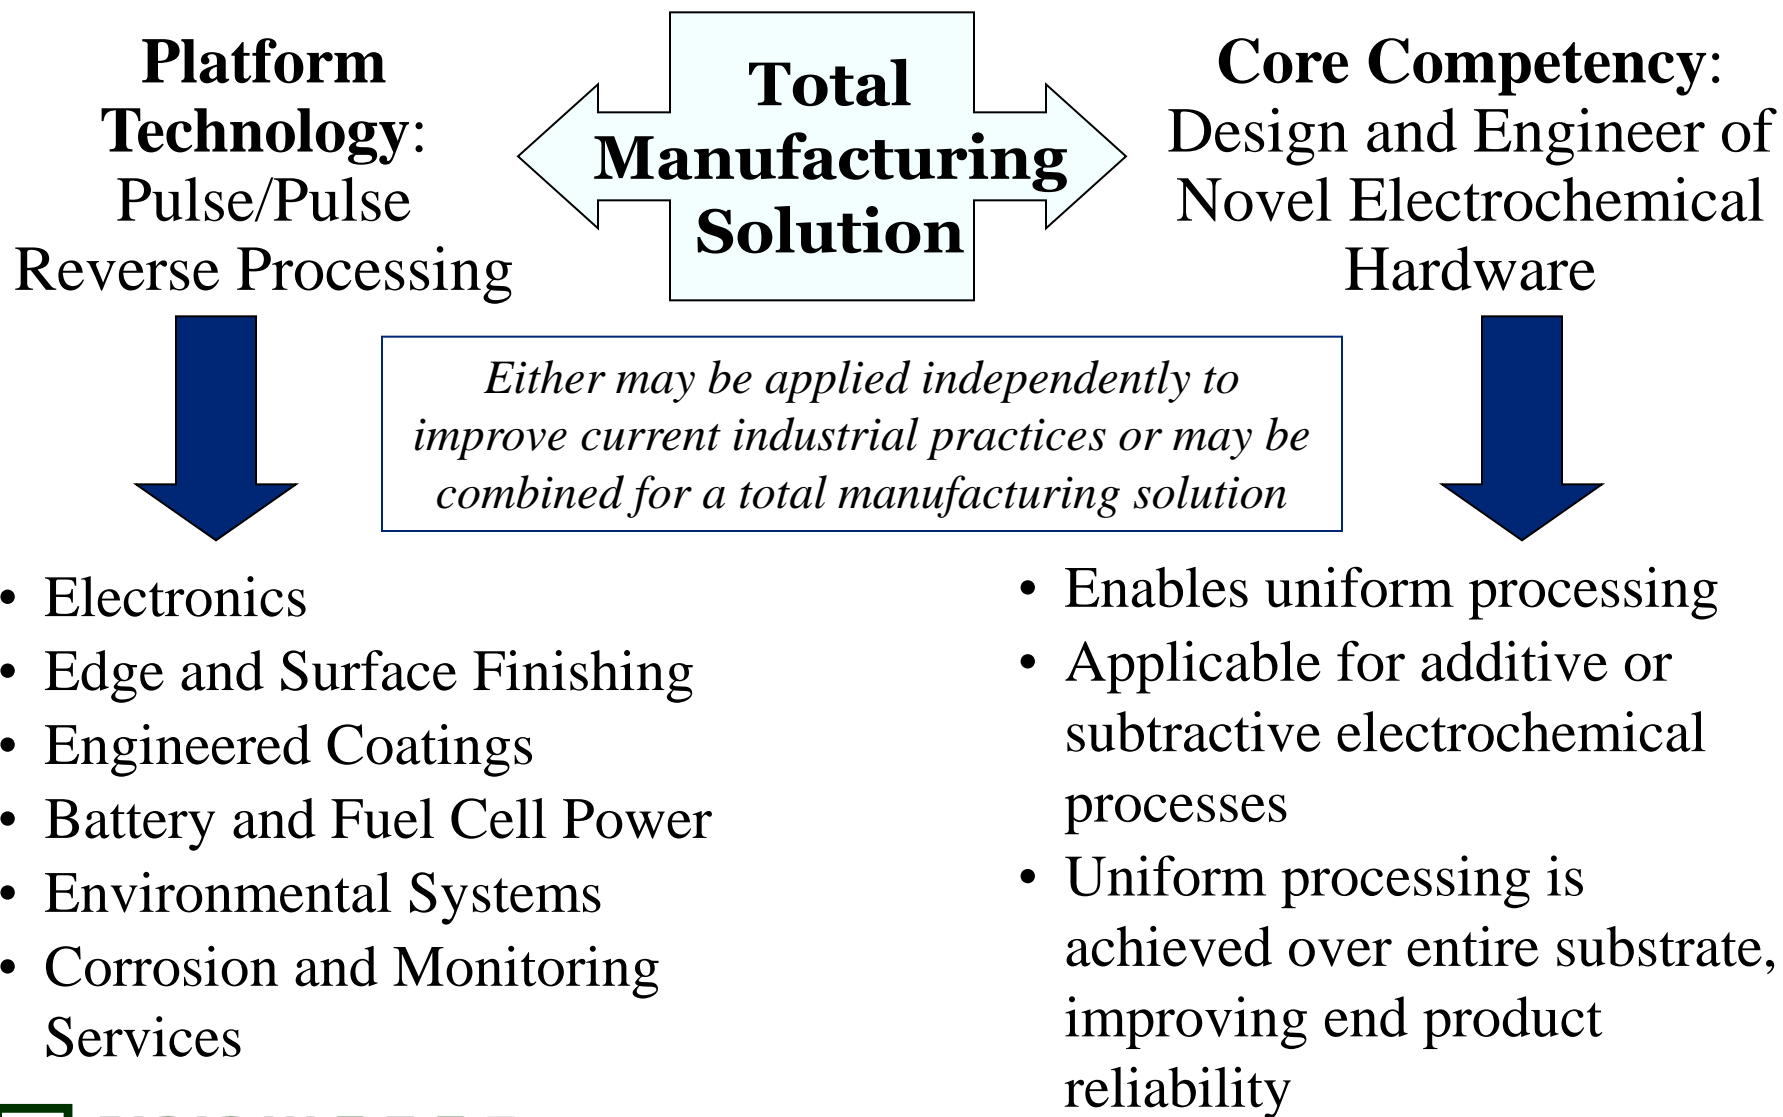 Platform
Technology:
Pulse/Pulse
Reverse Processing
Total
Manufacturing
Solution
Core Competency:
Design and Engineer of
Novel Electrochemical
Hardware
Either may be applied independently to
improve current industrial practices or may be
combined for a total manufacturing solution
• Electronics
• Edge and Surface Finishing
• Engineered Coatings
• Battery and Fuel Cell Power
• Environmental Systems
• Corrosion and Monitoring
Services
• Enables uniform processing
• Applicable for additive or
subtractive electrochemical
processes
• Uniform processing is
achieved over entire substrate,
improving end product
reliability